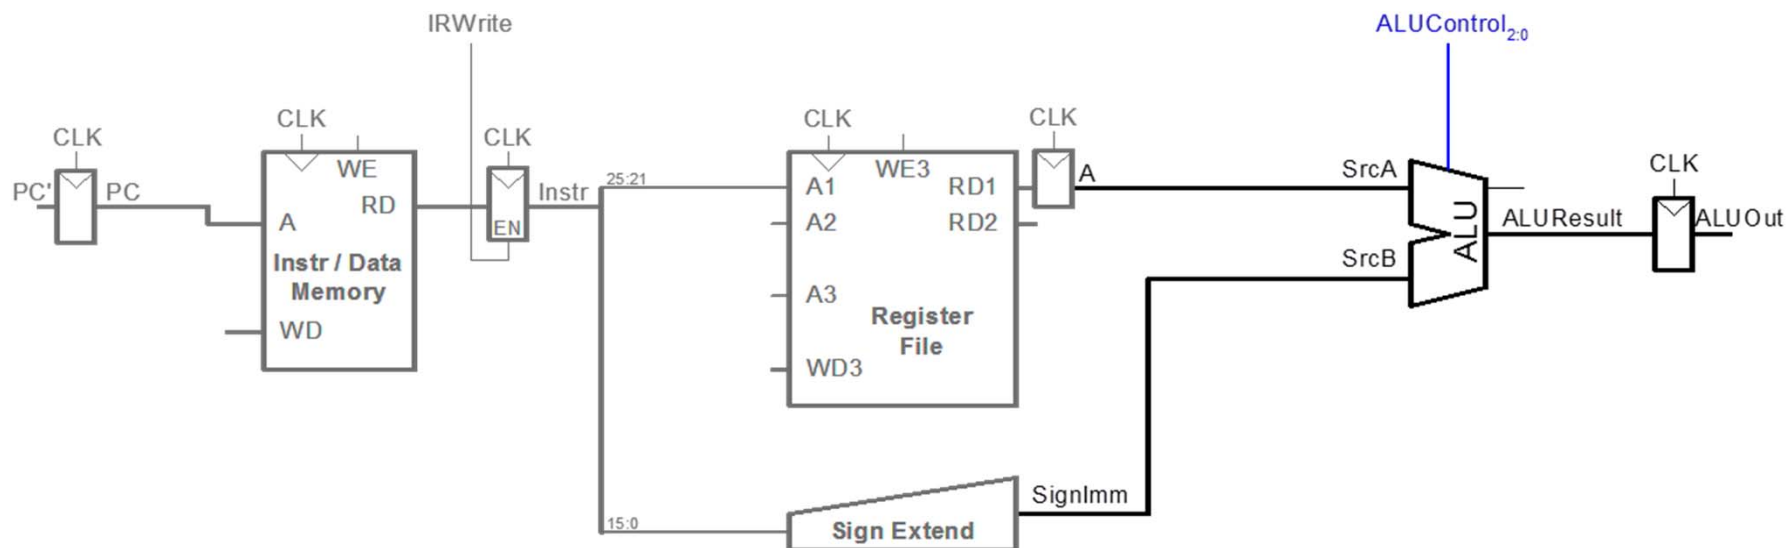 IRWrite
ALUControl2:0
CLK
CLK
CLK
CLK
CLK
CLK
PC'
PC
WE
RD
A
Instr / Data
Memory
WD
EN
Instr
25:21
A1
WE3
RD1
A2
RD2
A3
Register
File
WD3
A
SrcA
SrcB
ALU
ALUResult
ALUOut
SignImm
15:0
Sign Extend